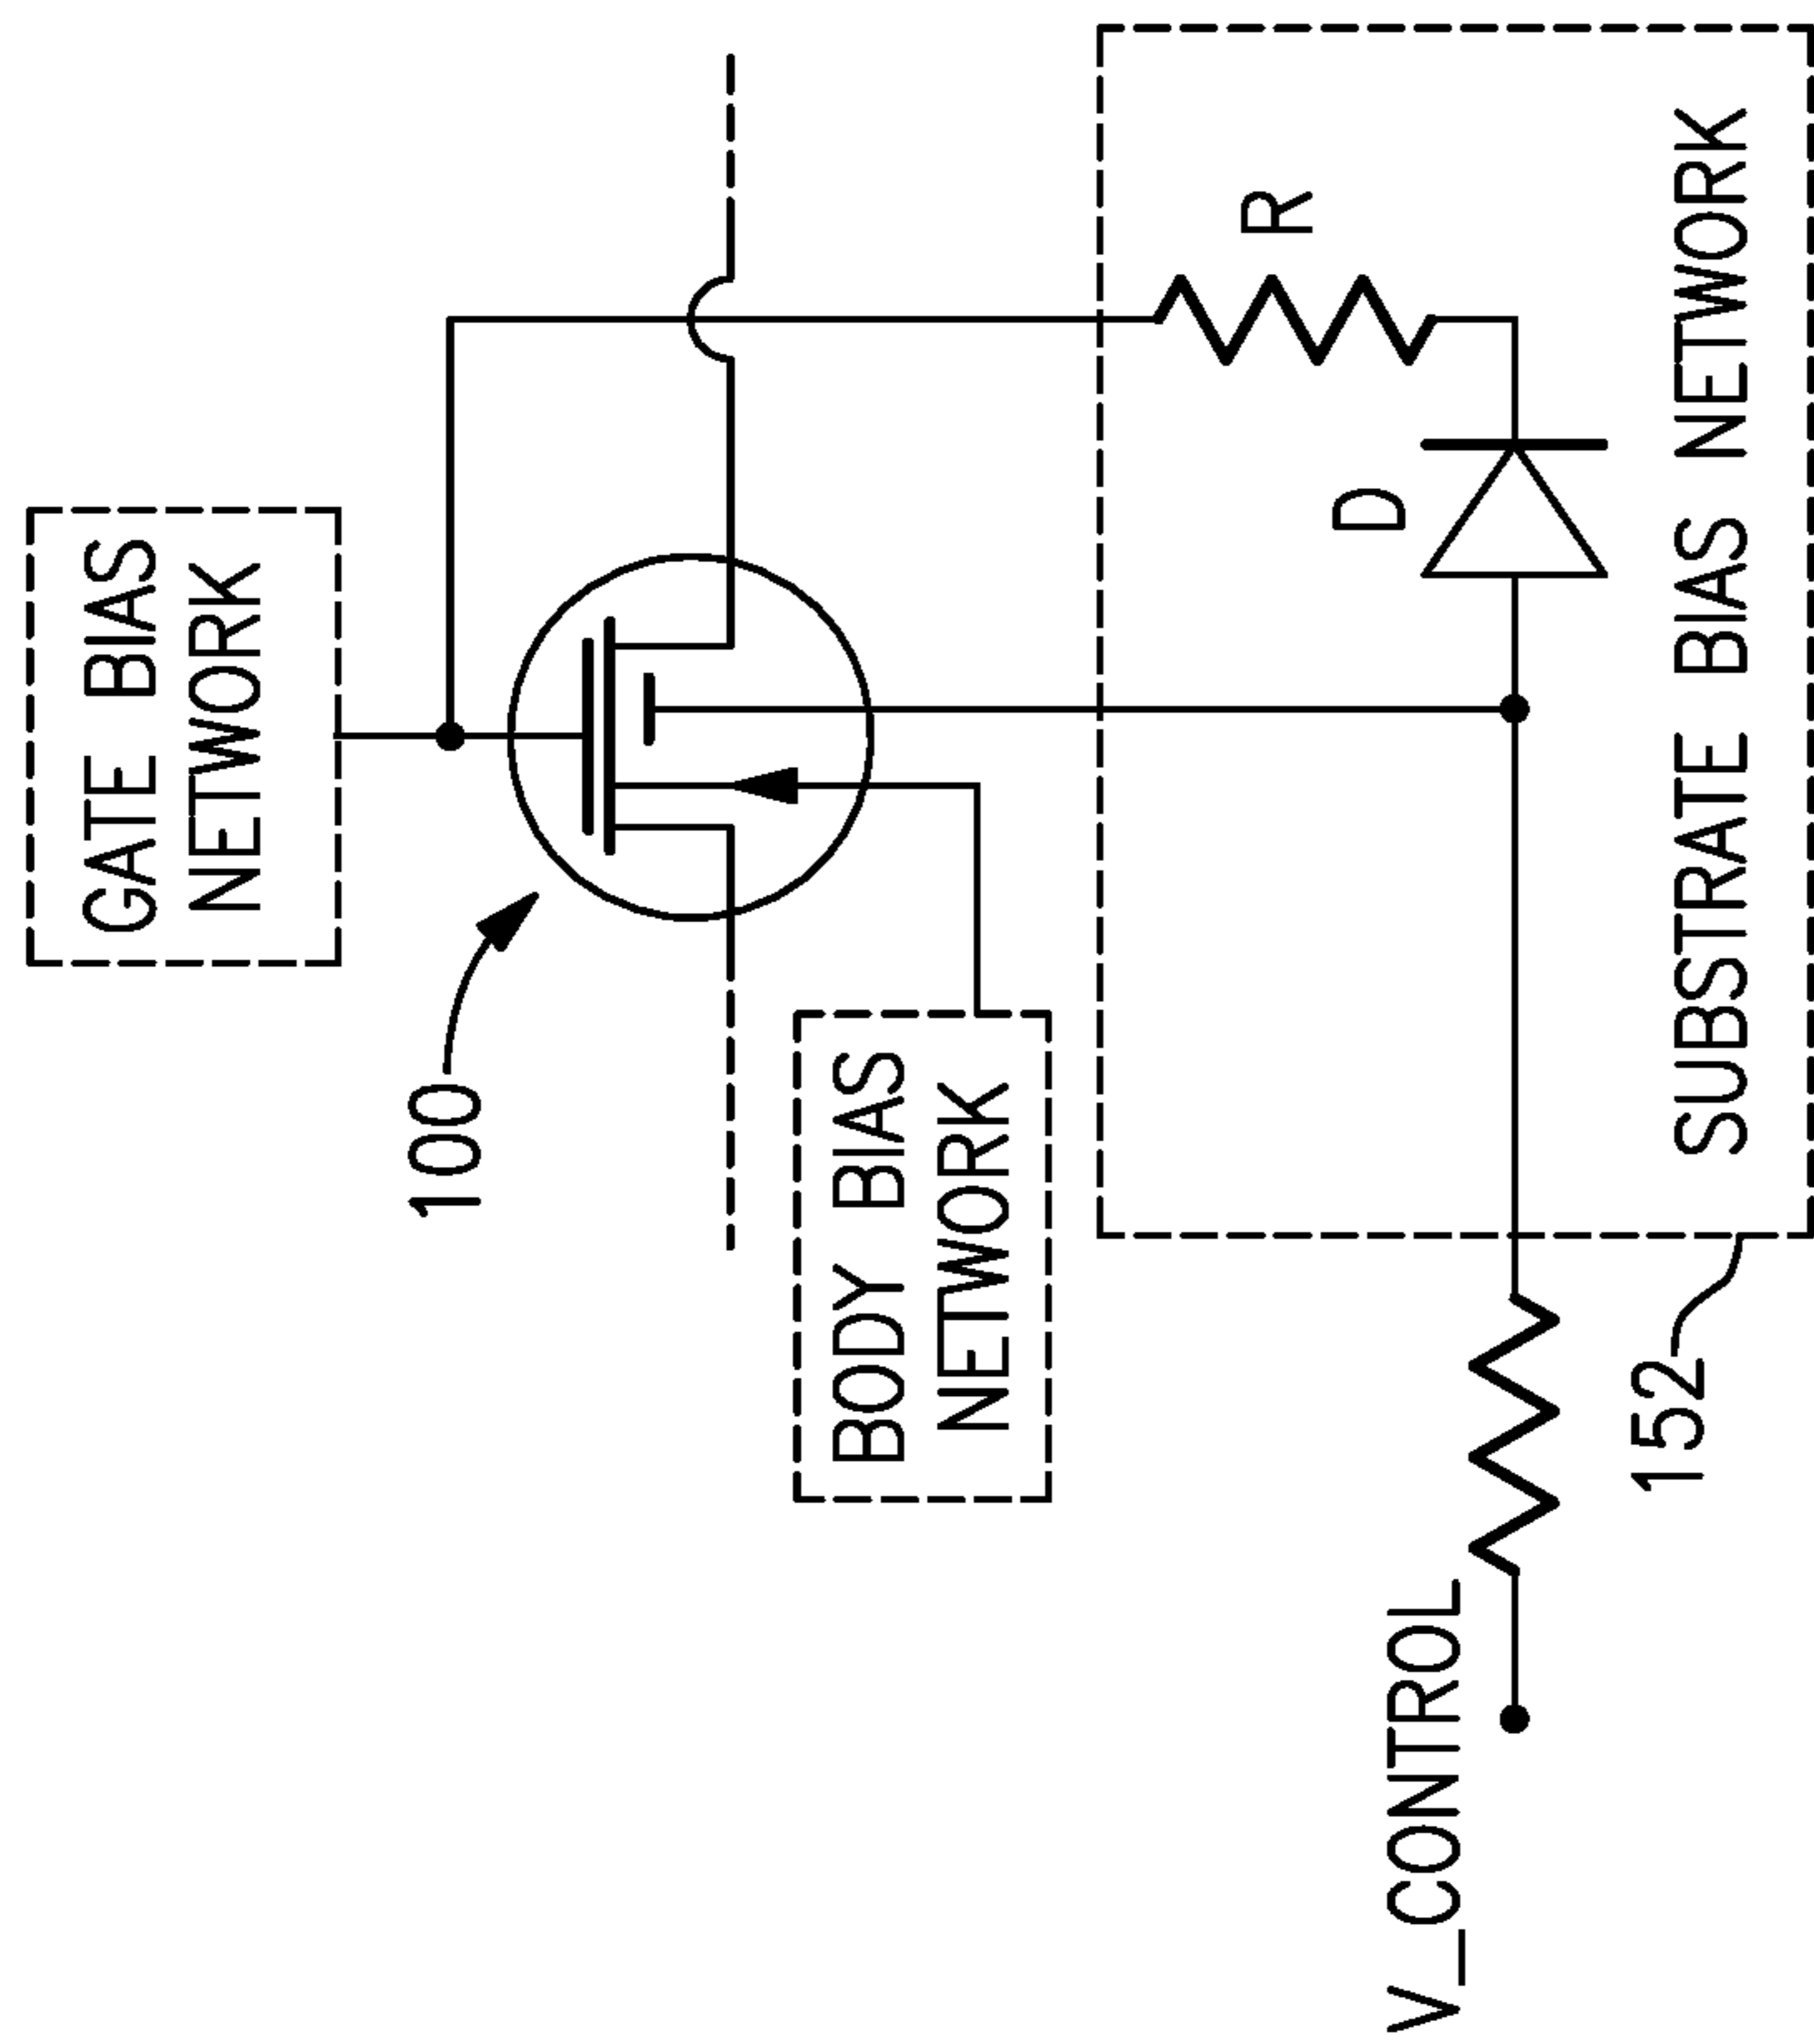 GATE BIAS
NETWORK
100
BODY BIAS
NETWORK
R
D
V_CONTROL
152
SUBSTRATE BIAS NETWORK